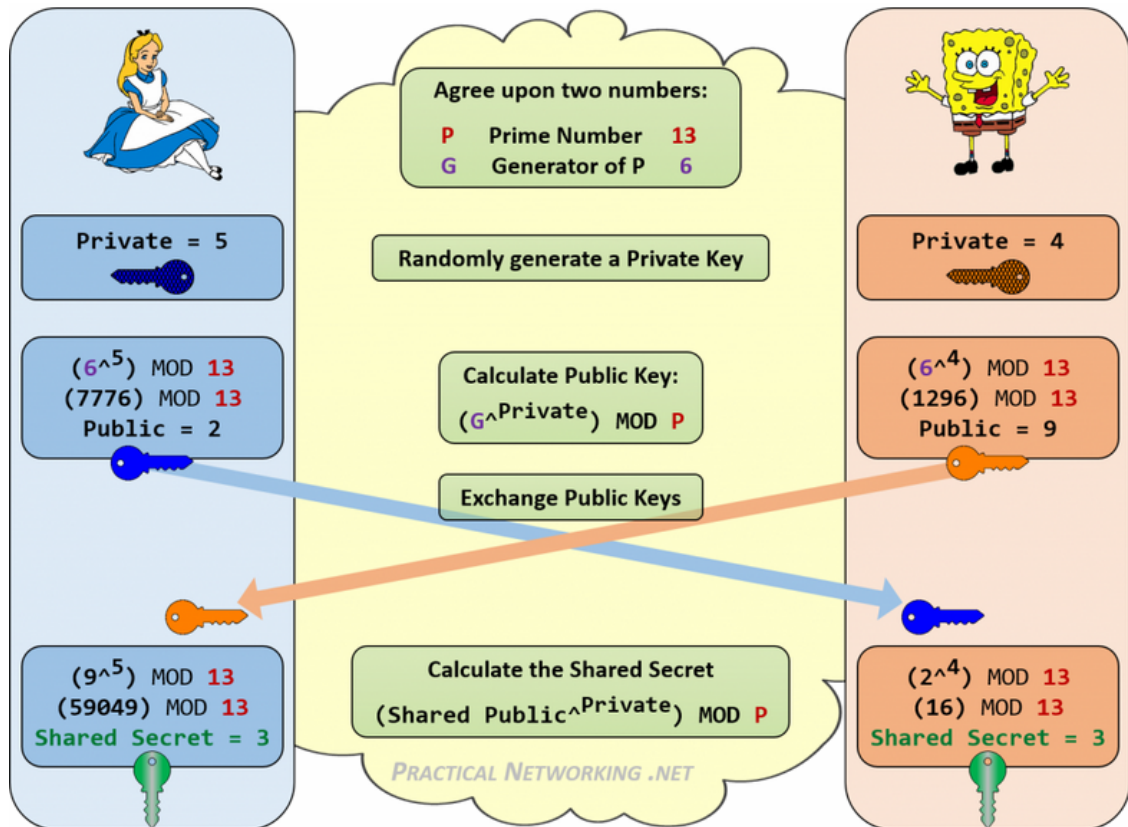 Agree upon two numbers:
P Prime Number 13
G Generator of P 6
Private = 5
Randomly generate a Private Key
Private = 4
(6^5) MOD 13
(7776) MOD 13
Public = 2
Calculate Public Key:
(G^Private) MOD P
(6^4) MOD 13
(1296) MOD 13
Public = 9
Exchange Public Keys
(9^5) MOD 13
(59049) MOD 13
Shared Secret = 3
Calculate the Shared Secret
(Shared Public^Private) MOD P
(2^4) MOD 13
(16) MOD 13
Shared Secret = 3
PRACTICAL NETWORKING .NET